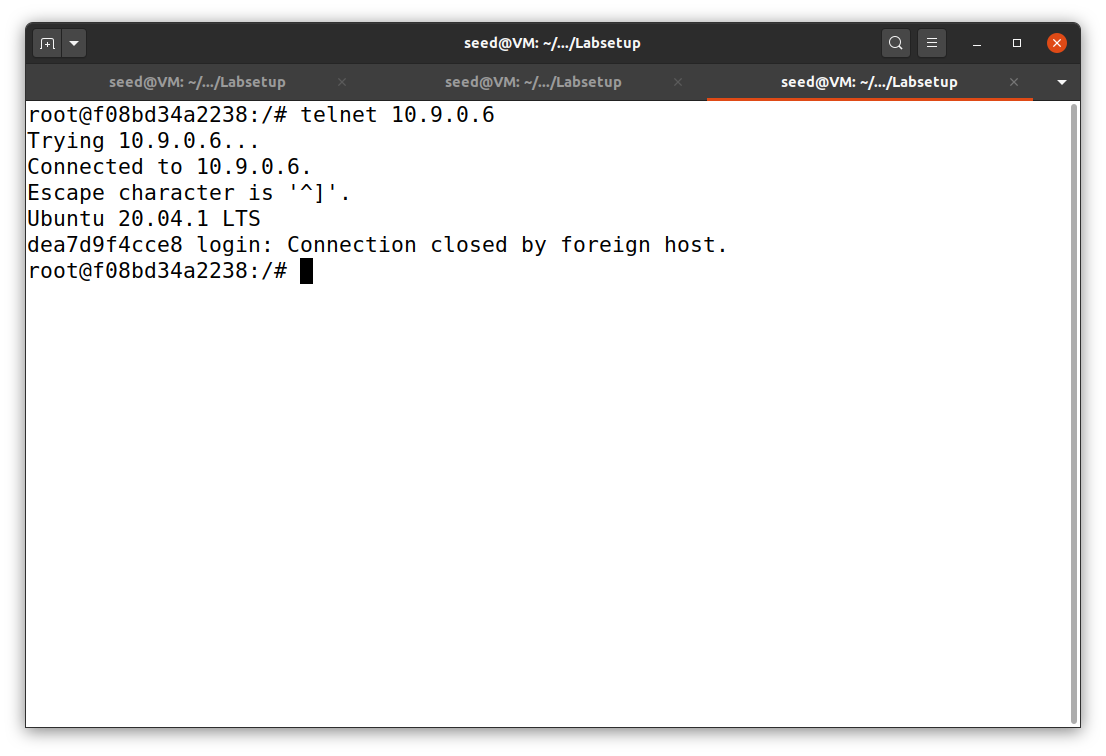 seed@VM: ~/.../Labsetup
seed@VM: ~/.../Labsetup seed@VM: ~/.../Labsetup seed@VM: ~/.../Labsetup
root@f08bd34a2238:/# telnet 10.9.0.6
Trying 10.9.0.6...
Connected to 10.9.0.6.
Escape character is '^]'.
Ubuntu 20.04.1 LTS
dea7d9f4cce8 login: Connection closed by foreign host.
root@f08bd34a2238:/#